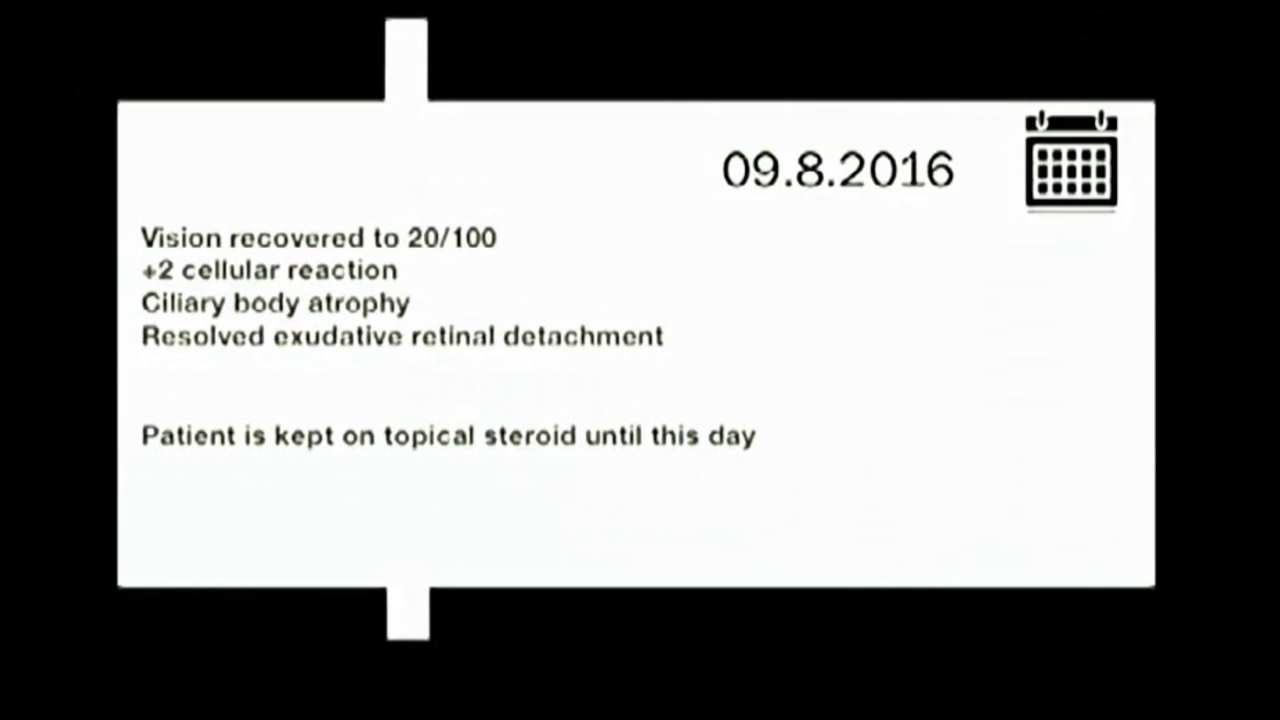 09.8.2016
Vision recovered to 20/100
+2 cellular reaction
Ciliary body atrophy
Resolved exudative retinal detachment
Patient is kept on topical steroid until this day